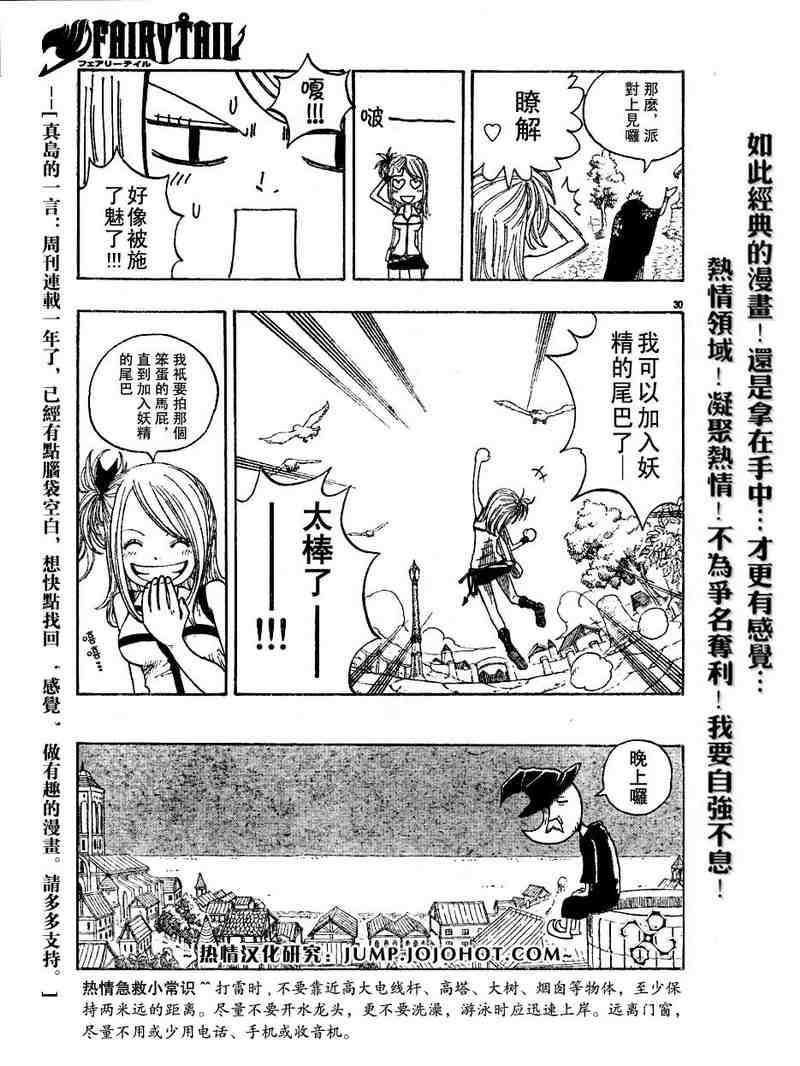 FAIRY TAIL
フェアリーテイル
那麼，派
對上見囉
瞭解
♡
啵——
嗄
!!!
好像被施
了魅了!!!
30
我可以加入妖
精的尾巴了—
太棒了——!!!
我衹要拍那個
笨蛋的馬屁，
直到加入妖精
的尾巴
嘻嘻…
晚上囉
如此經典的漫畫！還是拿在手中…才更有感覺…
熱情領域！凝聚熱情！不為爭名奪利！我要自強不息！
—[真島的一言：周刊連載一年了，已經有點腦袋空白，想快點找回﹁感覺﹂做有趣的漫畫。請多多支持。]
~ 热情汉化研究：JUMP.JOJOHOT.COM ~
热情急救小常识^^打雷时，不要靠近高大电线杆、高塔、大树、烟囱等物体，至少保
持两米远的距离。尽量不要开水龙头，更不要洗澡，游泳时应迅速上岸。远离门窗，
尽量不用或少用电话、手机或收音机。